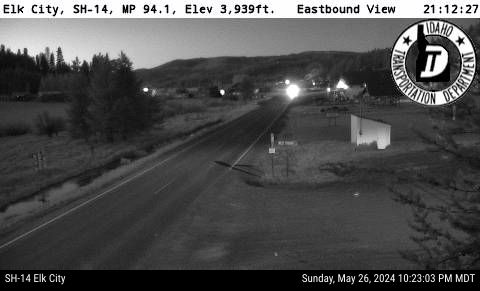 Elk City, SH-14, MP 94.1, Elev 3,939ft. Eastbound View 21:12:27
IDAHO
TRANSPORTATION DEPARTMENT
SH-14 Elk City Sunday, May 26, 2024 10:23:03 PM MDT